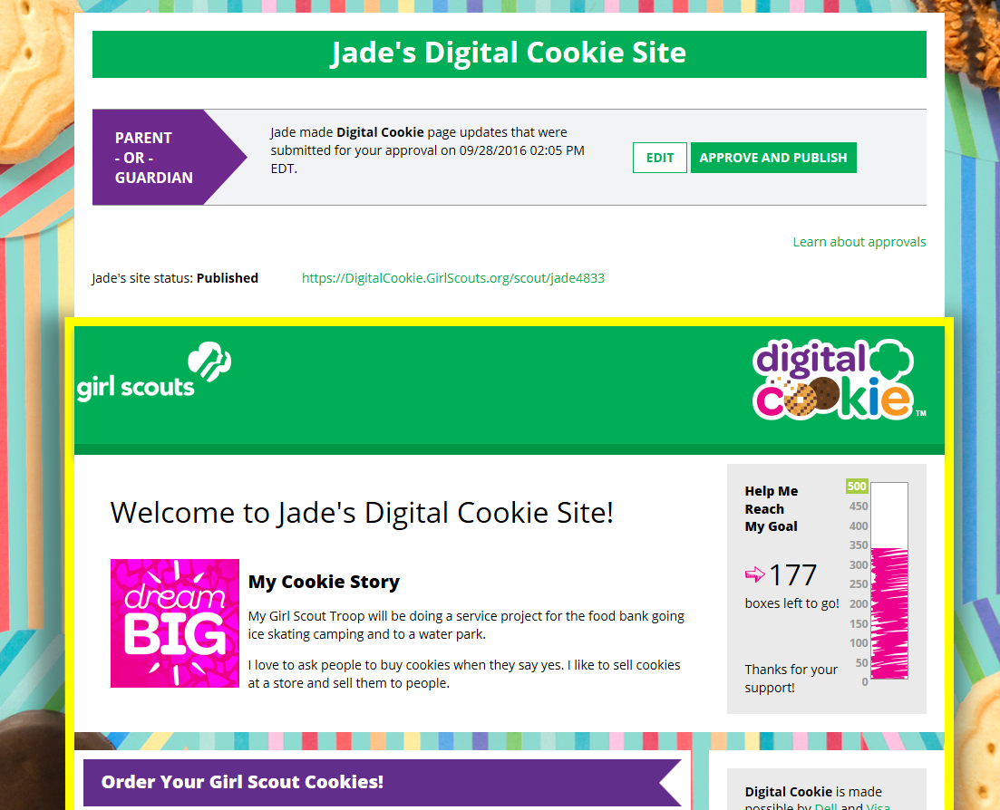 Jade's Digital Cookie Site
PARENT
- OR -
GUARDIAN
Jade made Digital Cookie page updates that were
submitted for your approval on 09/28/2016 02:05 PM
EDT.
EDIT
APPROVE AND PUBLISH
Learn about approvals
Jade's site status: Published
https://DigitalCookie.GirlScouts.org/scout/jade4833
girl scouts
digital
cookie
TM
Welcome to Jade's Digital Cookie Site!
dream
BIG
My Cookie Story
My Girl Scout Troop will be doing a service project for the food bank going
ice skating camping and to a water park.
I love to ask people to buy cookies when they say yes. I like to sell cookies
at a store and sell them to people.
Help Me
Reach
My Goal
177
boxes left to go!
Thanks for your
support!
500
450
400
350
300
250
200
150
100
50
0
Order Your Girl Scout Cookies!
Digital Cookie is made
possible by Dell and Visa